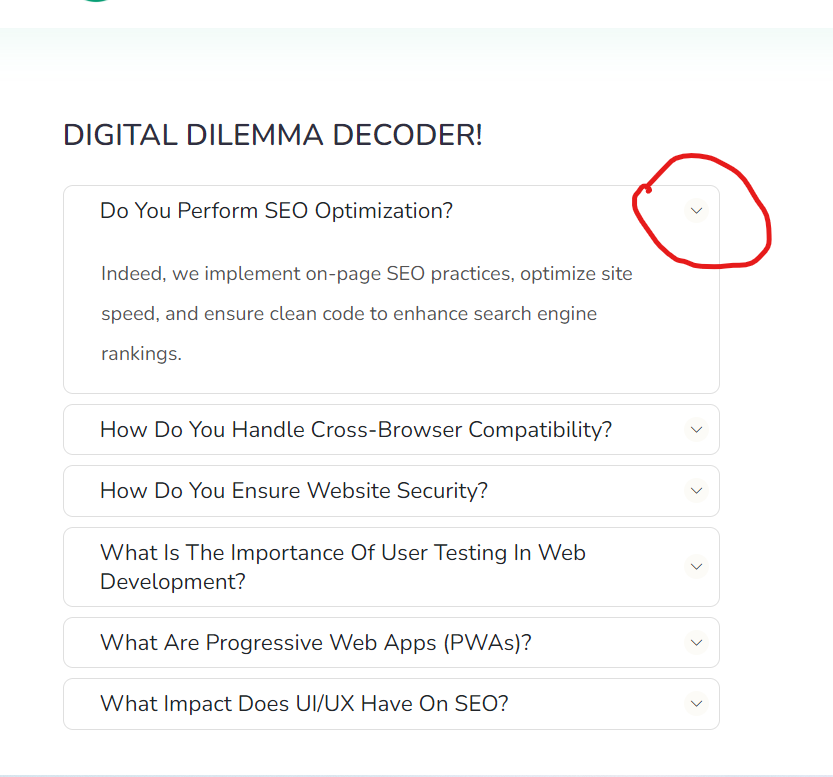 DIGITAL DILEMMA DECODER!
Do You Perform SEO Optimization?
Indeed, we implement on-page SEO practices, optimize site
speed, and ensure clean code to enhance search engine
rankings.
How Do You Handle Cross-Browser Compatibility?
How Do You Ensure Website Security?
What Is The Importance Of User Testing In Web
Development?
What Are Progressive Web Apps (PWAs)?
What Impact Does UI/UX Have On SEO?